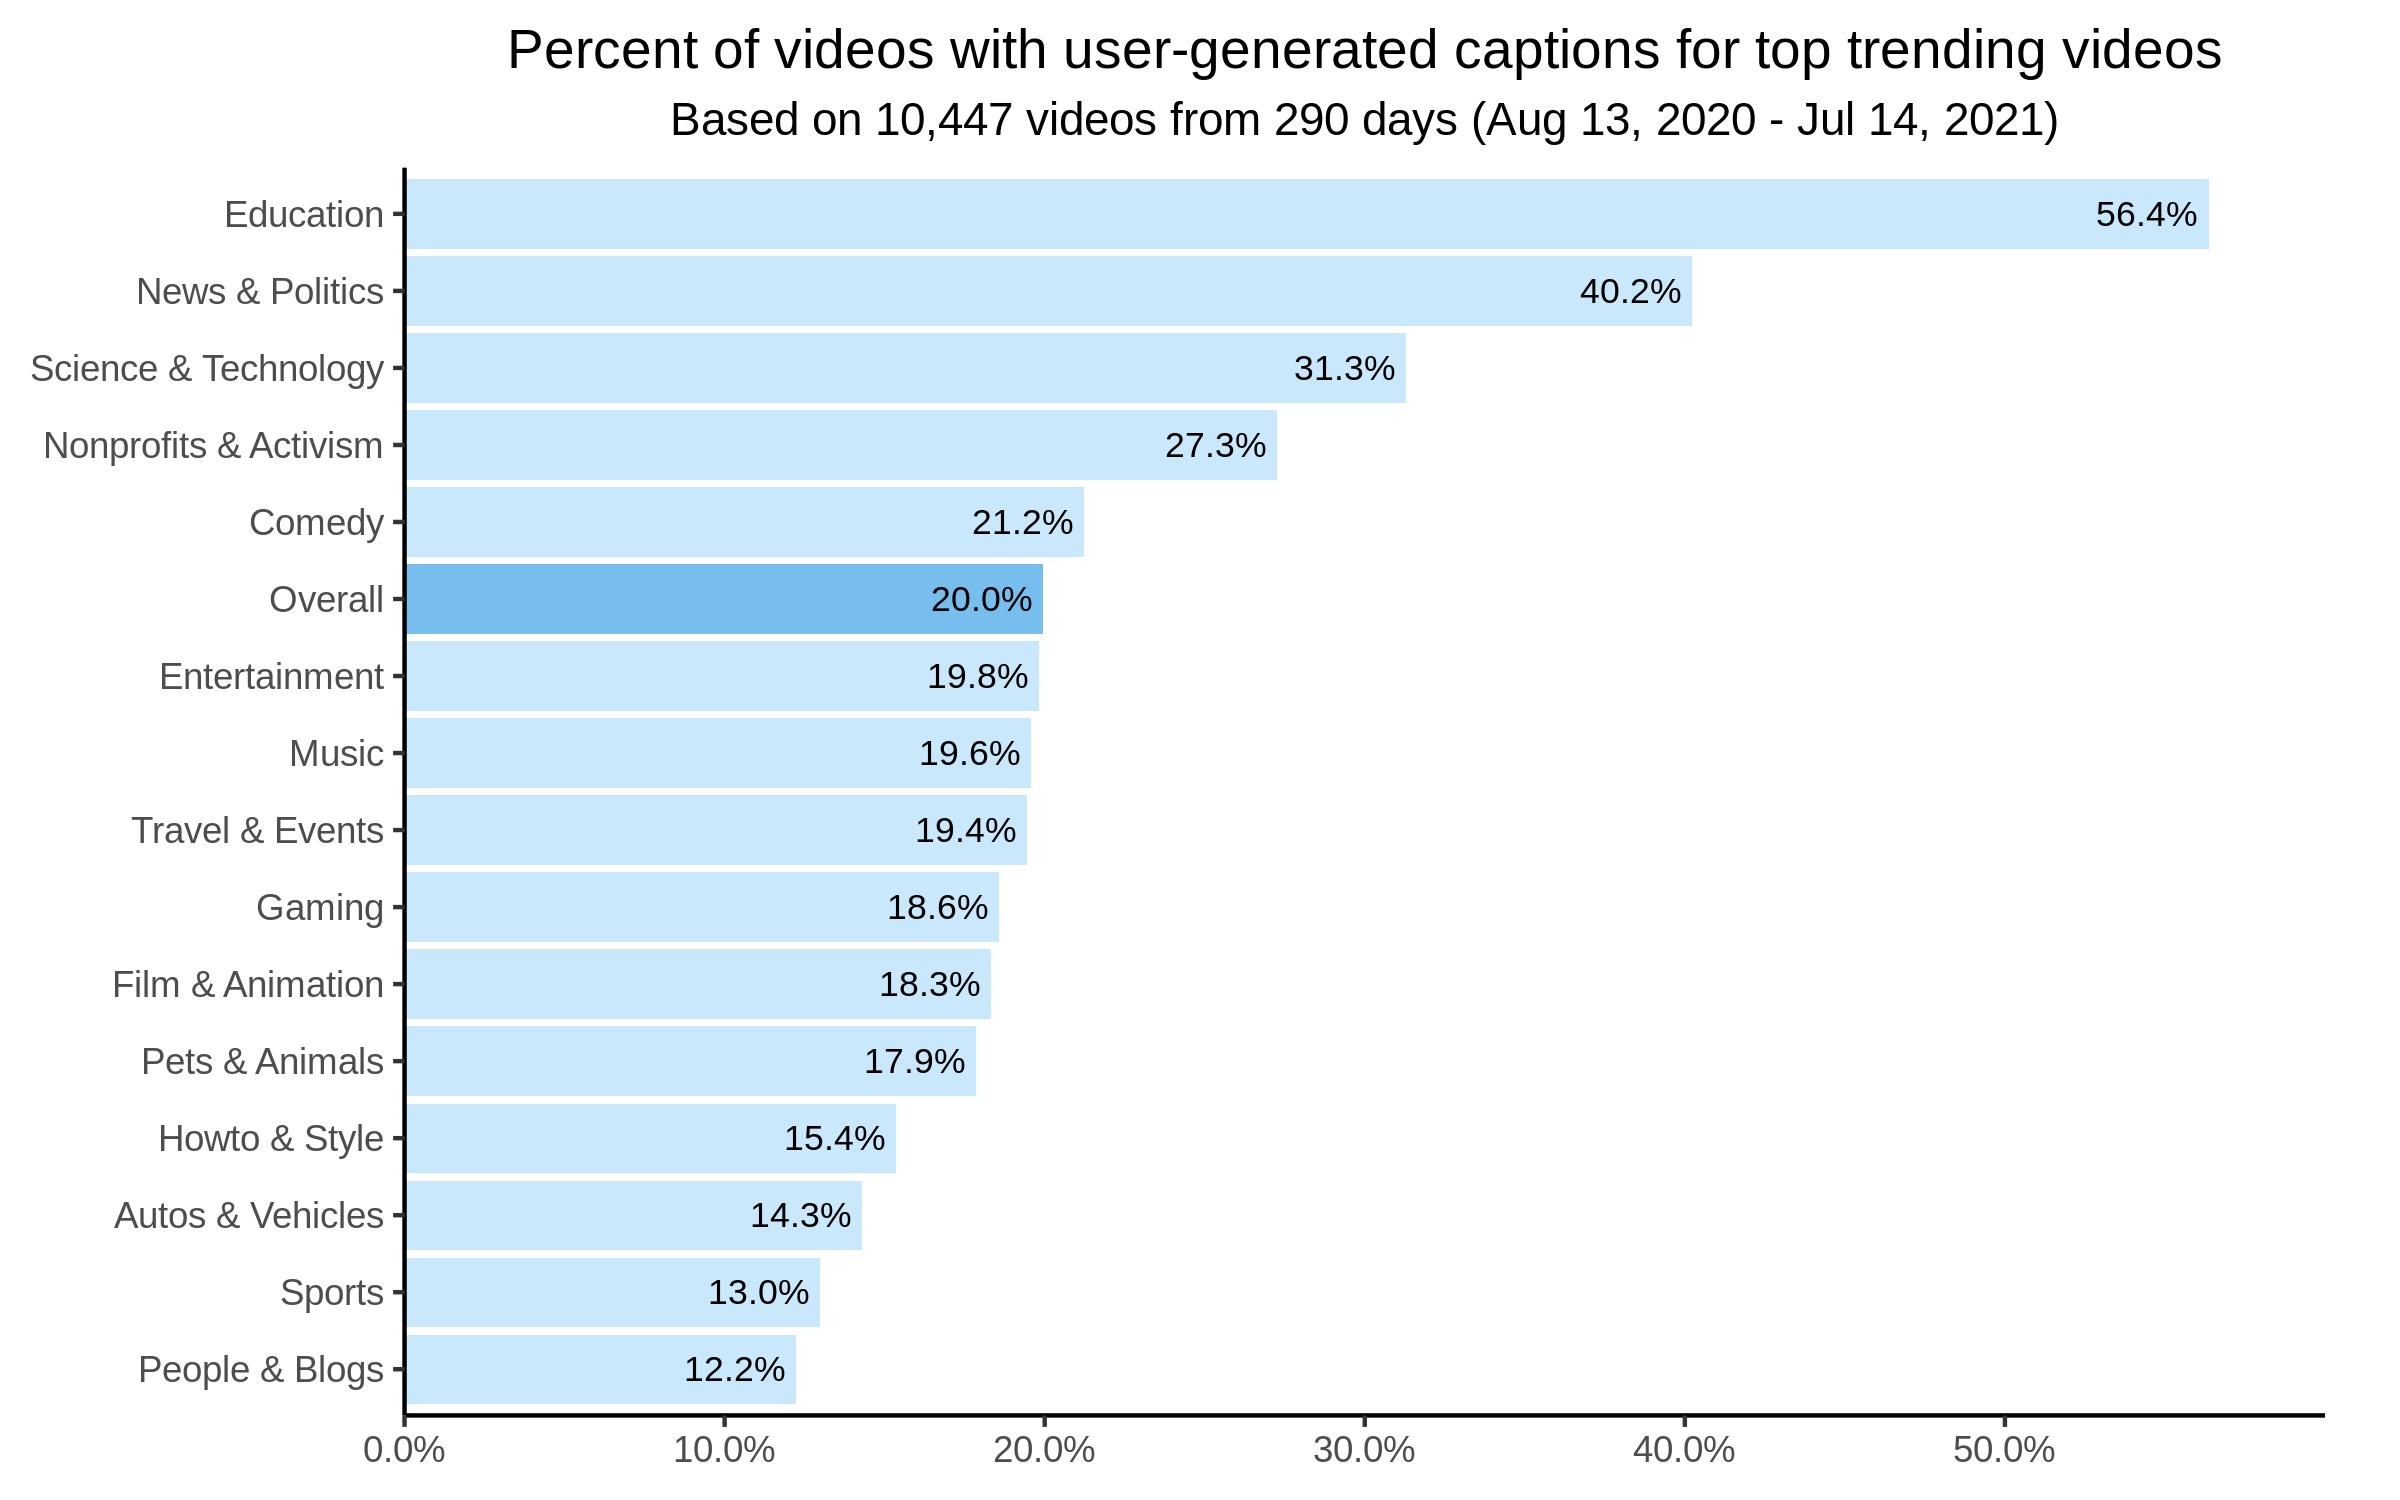 Percent of videos with user-generated captions for top trending videos
Based on 10,447 videos from 290 days (Aug 13, 2020 - Jul 14, 2021)
Education 56.4%
News & Politics 40.2%
Science & Technology 31.3%
Nonprofits & Activism 27.3%
Comedy 21.2%
Overall 20.0%
Entertainment 19.8%
Music 19.6%
Travel & Events 19.4%
Gaming 18.6%
Film & Animation 18.3%
Pets & Animals 17.9%
Howto & Style 15.4%
Autos & Vehicles 14.3%
Sports 13.0%
People & Blogs 12.2%
0.0% 10.0% 20.0% 30.0% 40.0% 50.0%